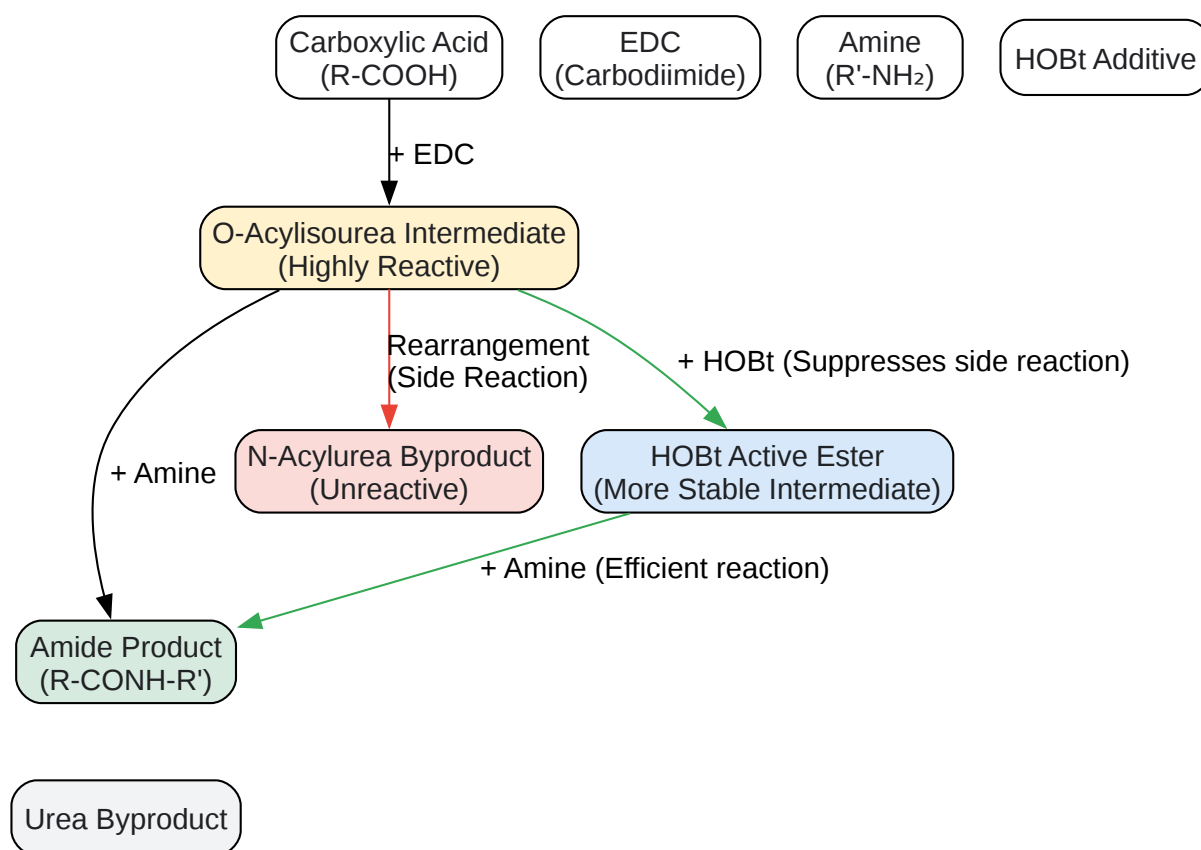 Carboxylic Acid
(R-COOH)
EDC
(Carbodiimide)
Amine
(R'-NH₂)
HOBt Additive
+ EDC
O-Acylisourea Intermediate
(Highly Reactive)
Rearrangement
(Side Reaction)
+ HOBt (Suppresses side reaction)
+ Amine
N-Acylurea Byproduct
(Unreactive)
HOBt Active Ester
(More Stable Intermediate)
+ Amine (Efficient reaction)
Amide Product
(R-CONH-R')
Urea Byproduct